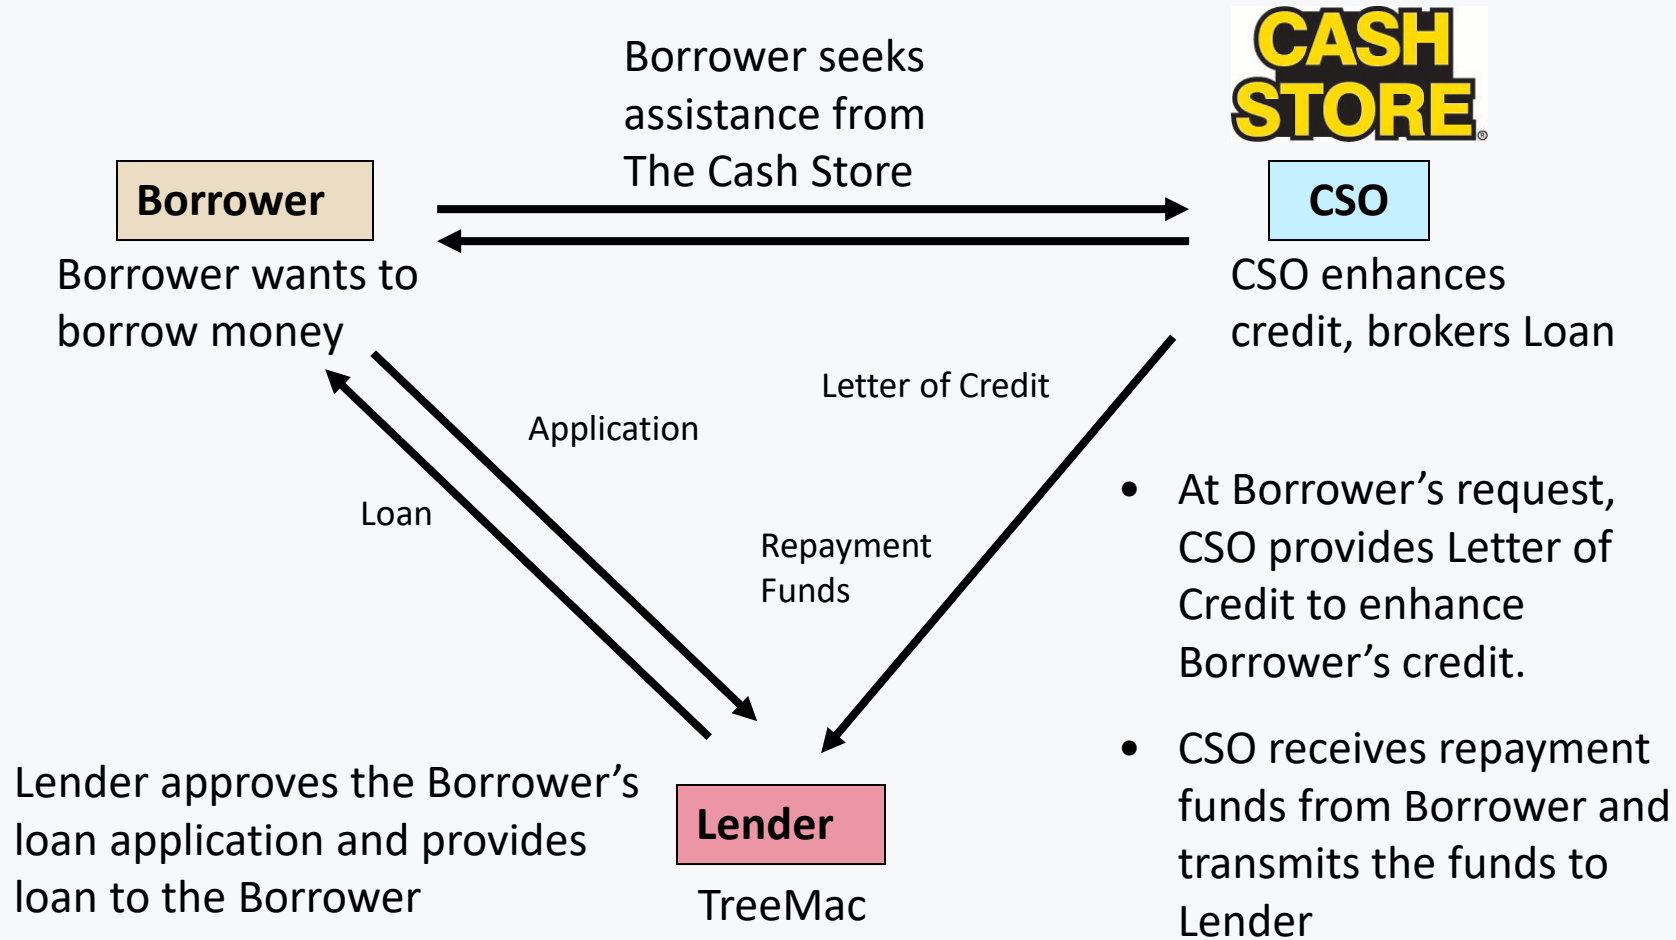 CASH
STORE®
Borrower seeks
assistance from
The Cash Store
Borrower
CSO
Borrower wants to
borrow money
CSO enhances
credit, brokers Loan
Letter of Credit
Application
Loan
Repayment
Funds
• At Borrower’s request,
CSO provides Letter of
Credit to enhance
Borrower’s credit.
• CSO receives repayment
funds from Borrower and
transmits the funds to
Lender
Lender approves the Borrower’s
loan application and provides
loan to the Borrower
Lender
TreeMac